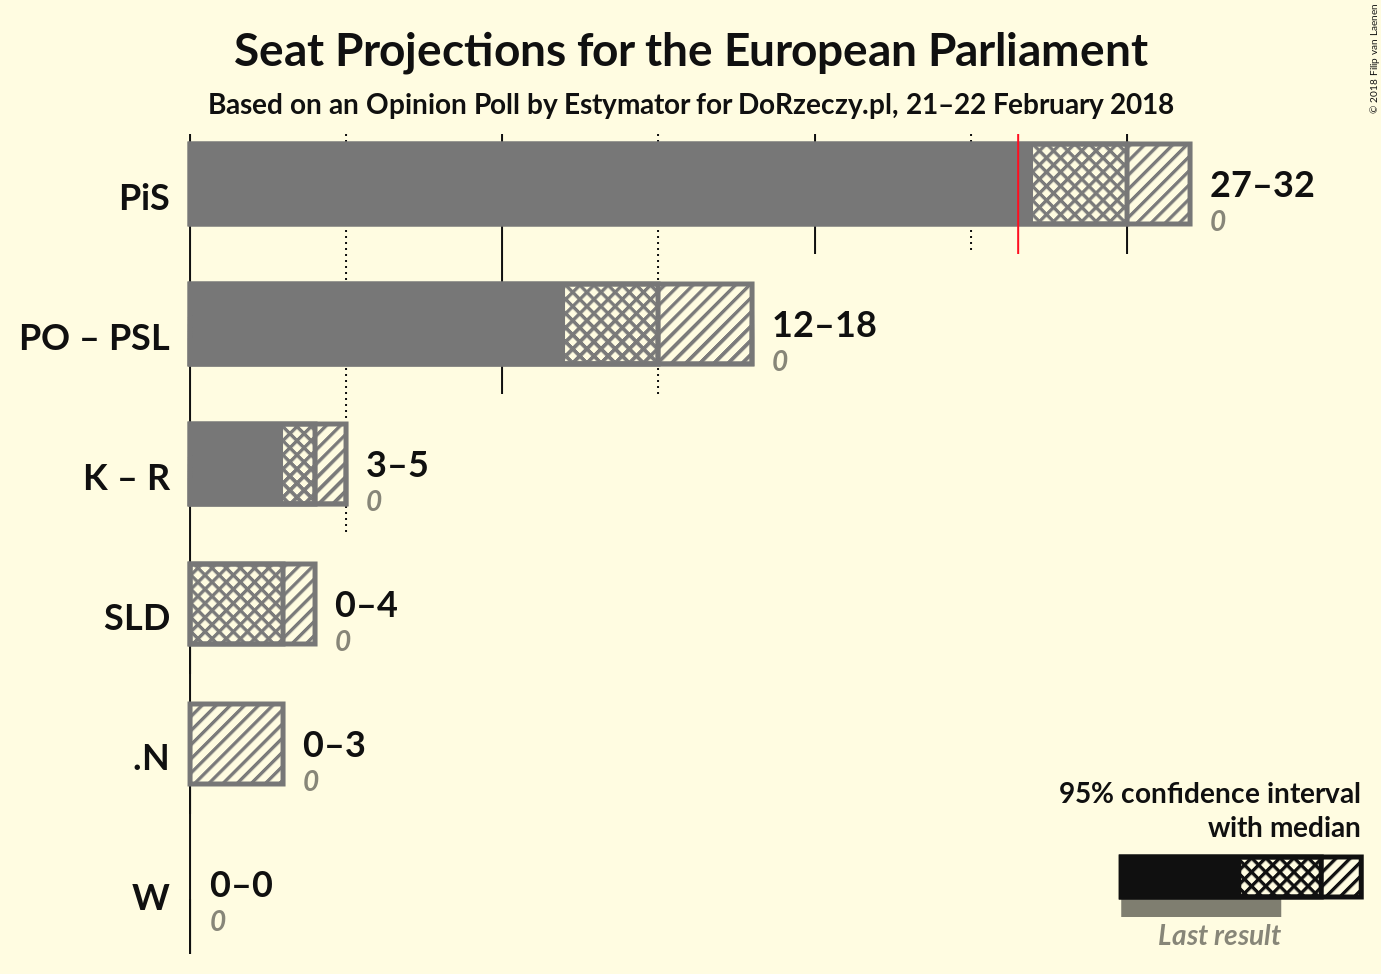 Seat Projections for the European Parliament
Based on an Opinion Poll by Estymator for DoRzeczy.pl, 21–22 February 2018
© 2018 Filip van Laenen
PiS
27–32
0
PO – PSL
12–18
0
K – R
3–5
0
SLD
0–4
0
.N
0–3
0
W
0–0
0
95% confidence interval
with median
Last result